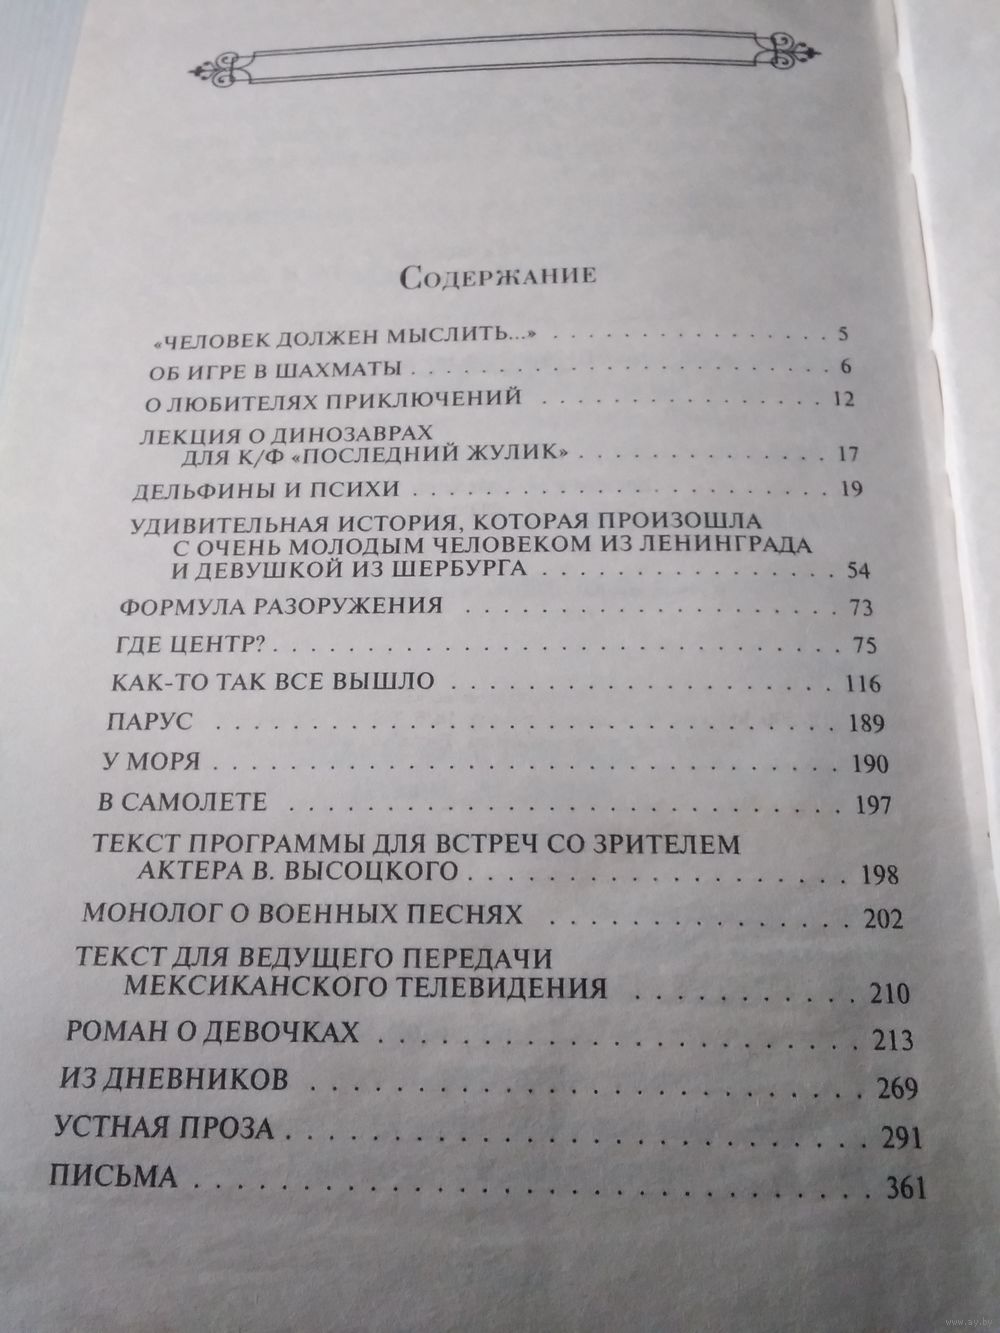 СОДЕРЖАНИЕ
«ЧЕЛОВЕК ДОЛЖЕН МЫСЛИТЬ...» . . . . . . . . . . . . . . . 5
ОБ ИГРЕ В ШАХМАТЫ . . . . . . . . . . . . . . . . . . . . . . 6
О ЛЮБИТЕЛЯХ ПРИКЛЮЧЕНИЙ . . . . . . . . . . . . . . . 12
ЛЕКЦИЯ О ДИНОЗАВРАХ
ДЛЯ К/Ф «ПОСЛЕДНИЙ ЖУЛИК» . . . . . . . . . . . . . 17
ДЕЛЬФИНЫ И ПСИХИ . . . . . . . . . . . . . . . . . . . . . 19
УДИВИТЕЛЬНАЯ ИСТОРИЯ, КОТОРАЯ ПРОИЗОШЛА
С ОЧЕНЬ МОЛОДЫМ ЧЕЛОВЕКОМ ИЗ ЛЕНИНГРАДА
И ДЕВУШКОЙ ИЗ ШЕРБУРГА . . . . . . . . . . . . . . . 54
ФОРМУЛА РАЗОРУЖЕНИЯ . . . . . . . . . . . . . . . . . . 73
ГДЕ ЦЕНТР? . . . . . . . . . . . . . . . . . . . . . . . . . . . 75
КАК-ТО ТАК ВСЕ ВЫШЛО . . . . . . . . . . . . . . . . . . 116
ПАРУС . . . . . . . . . . . . . . . . . . . . . . . . . . . . . 189
У МОРЯ . . . . . . . . . . . . . . . . . . . . . . . . . . . . 190
В САМОЛЕТЕ . . . . . . . . . . . . . . . . . . . . . . . . . 197
ТЕКСТ ПРОГРАММЫ ДЛЯ ВСТРЕЧ СО ЗРИТЕЛЕМ
АКТЕРА В. ВЫСОЦКОГО . . . . . . . . . . . . . . . . . 198
МОНОЛОГ О ВОЕННЫХ ПЕСНЯХ . . . . . . . . . . . . . 202
ТЕКСТ ДЛЯ ВЕДУЩЕГО ПЕРЕДАЧИ
МЕКСИКАНСКОГО ТЕЛЕВИДЕНИЯ . . . . . . . . . . 210
РОМАН О ДЕВОЧКАХ . . . . . . . . . . . . . . . . . . . . 213
ИЗ ДНЕВНИКОВ . . . . . . . . . . . . . . . . . . . . . . . 269
УСТНАЯ ПРОЗА . . . . . . . . . . . . . . . . . . . . . . . . 291
ПИСЬМА . . . . . . . . . . . . . . . . . . . . . . . . . . . . 361
www.ay.by